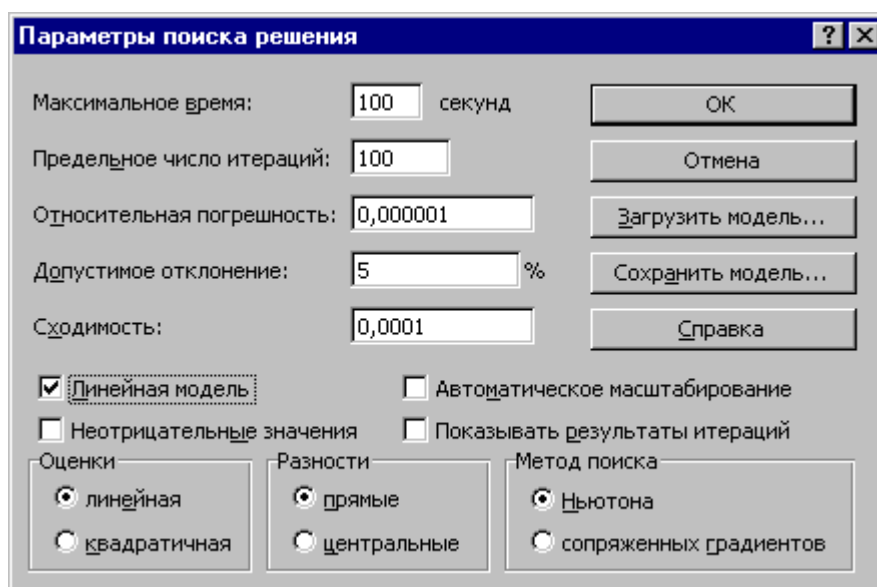 Параметры поиска решения
Максимальное время: 100 секунд ОК
Предельное число итераций: 100 Отмена
Относительная погрешность: 0,000001 Загрузить модель...
Допустимое отклонение: 5 % Сохранить модель...
Сходимость: 0,0001 Справка
Линейная модель Автоматическое масштабирование
Неотрицательные значения Показывать результаты итераций
Оценки Разности Метод поиска
линейная прямые Ньютона
квадратичная центральные сопряженных градиентов